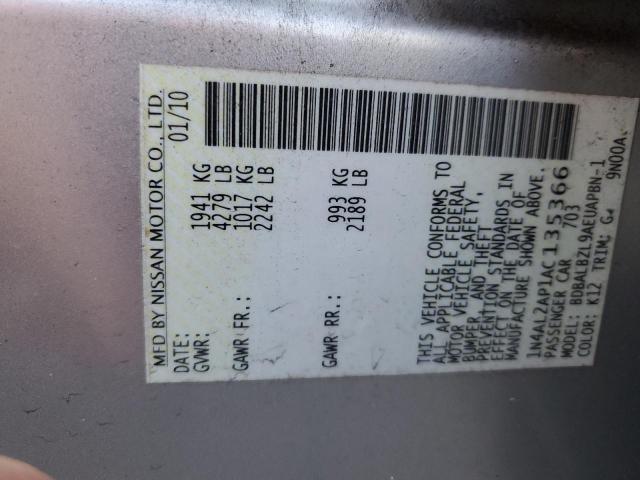 MFD BY NISSAN MOTOR CO., LTD.
DATE: 01/10
GVWR: 1941 KG
4279 LB
GAWR FR.: 1017 KG
2242 LB
GAWR RR.: 993 KG
2189 LB
THIS VEHICLE CONFORMS TO
ALL APPLICABLE FEDERAL
MOTOR VEHICLE SAFETY,
BUMPER, AND THEFT
PREVENTION STANDARDS IN
EFFECT ON THE DATE OF
MANUFACTURE SHOWN ABOVE.
1N4AL2AP1AC135366
PASSENGER CAR 703
MODEL: BDBALBZL9AEUAPBN-1
COLOR: K12 TRIM: G 9N00A